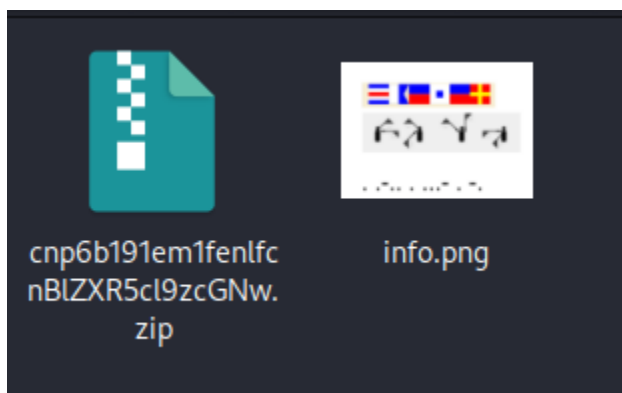 cnp6b191em1fenlfc
nBlZXR5cl9zcGNw.
zip
info.png
. .-.. . ...- . -.